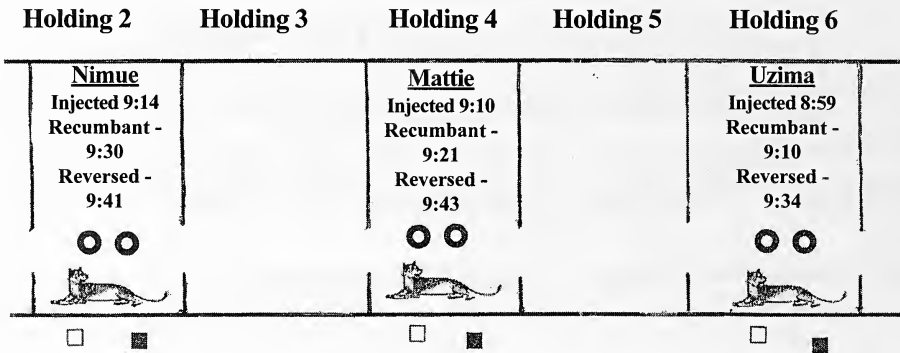 Holding 2 Holding 3 Holding 4 Holding 5 Holding 6
Nimue
Injected 9:14
Recumbant -
9:30
Reversed -
9:41
Mattie
Injected 9:10
Recumbant -
9:21
Reversed -
9:43
Uzima
Injected 8:59
Recumbant -
9:10
Reversed -
9:34